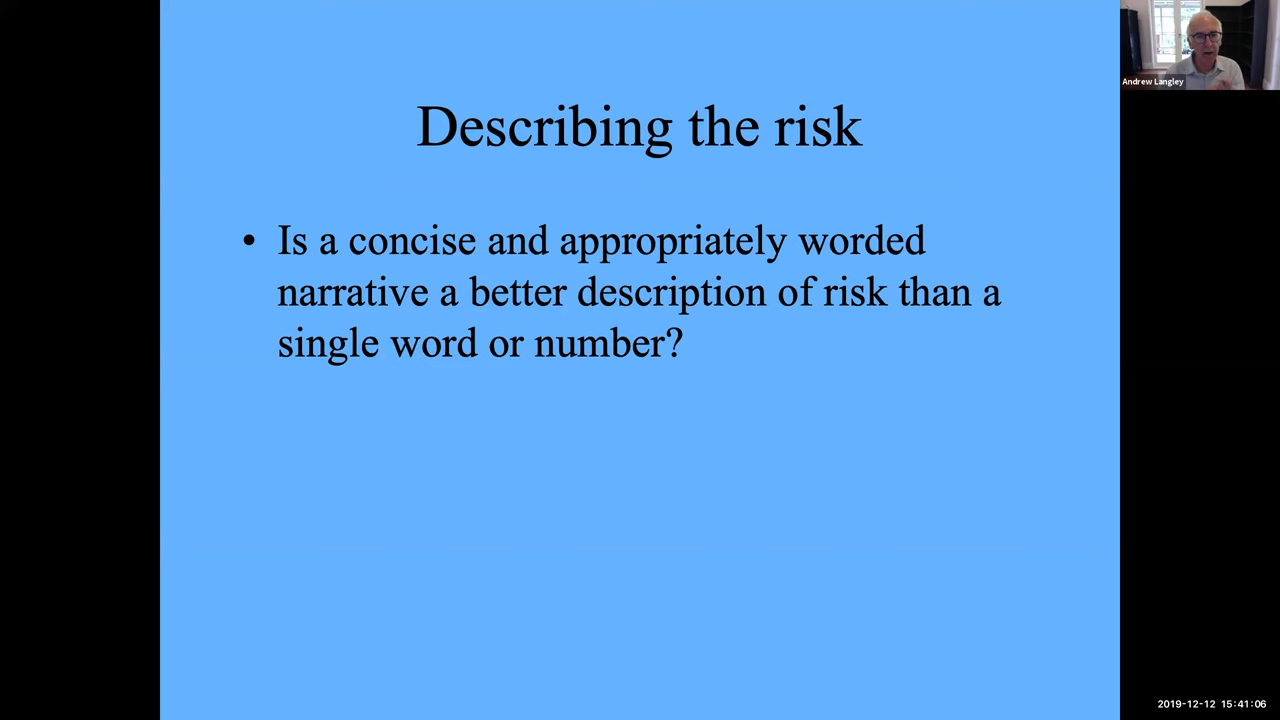 Andrew Langley
Describing the risk
• Is a concise and appropriately worded
narrative a better description of risk than a
single word or number?
2019-12-12 15:41:06